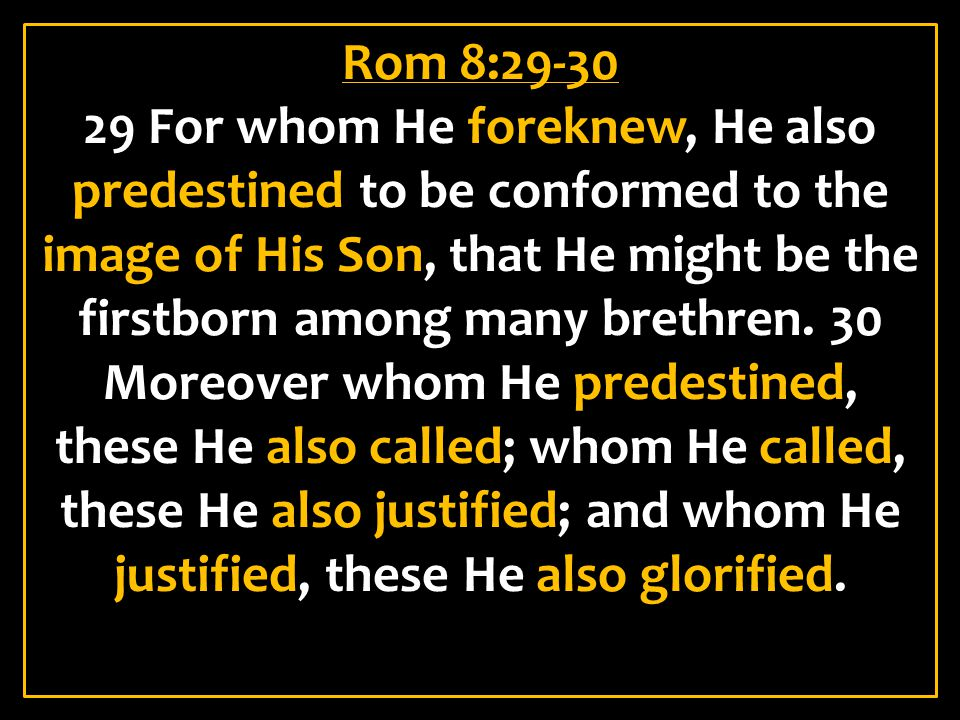 Rom 8:29-30
29 For whom He foreknew, He also
predestined to be conformed to the
image of His Son, that He might be the
firstborn among many brethren. 30
Moreover whom He predestined,
these He also called; whom He called,
these He also justified; and whom He
justified, these He also glorified.